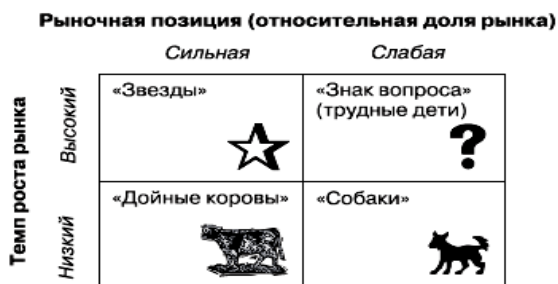 Рыночная позиция (относительная доля рынка)
Сильная
Слабая
Темп роста рынка
Высокий
«Звезды»
«Знак вопроса»
(трудные дети)
?
Низкий
«Дойные коровы»
«Собаки»